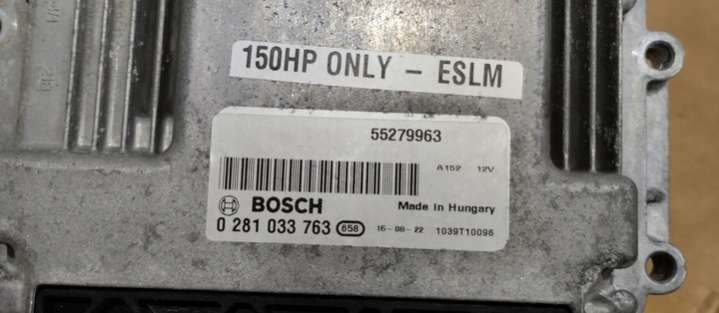 150HP ONLY - ESLM
55279963
A152 12V
BOSCH
Made in Hungary
0 281 033 763 658 16-08-22 1039T10096